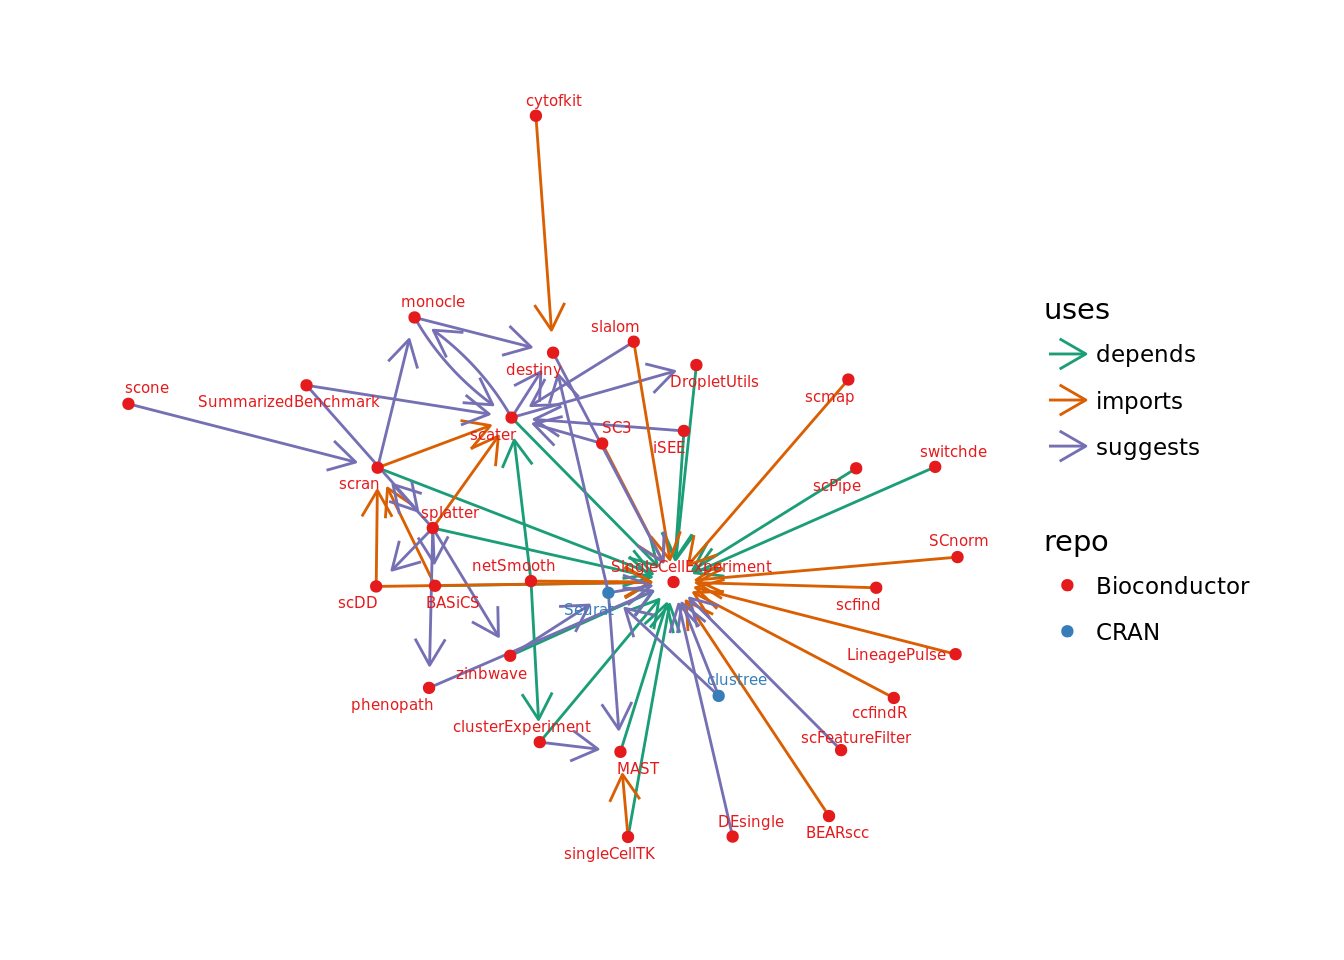 cytofkit
monocle
slalom
destiny
DropletUtils
scone
SummarizedBenchmark
scmap
scater
SC3
iSEE
switchde
scran
scPipe
splatter
SCnorm
netSmooth
SingleCellExperiment
scDD
BASiCS
Seurat
scfind
LineagePulse
zinbwave
clustree
phenopath
ccfindR
clusterExperiment
scFeatureFilter
MAST
DEsingle
BEARscc
singleCellTK
uses
depends
imports
suggests
repo
Bioconductor
CRAN